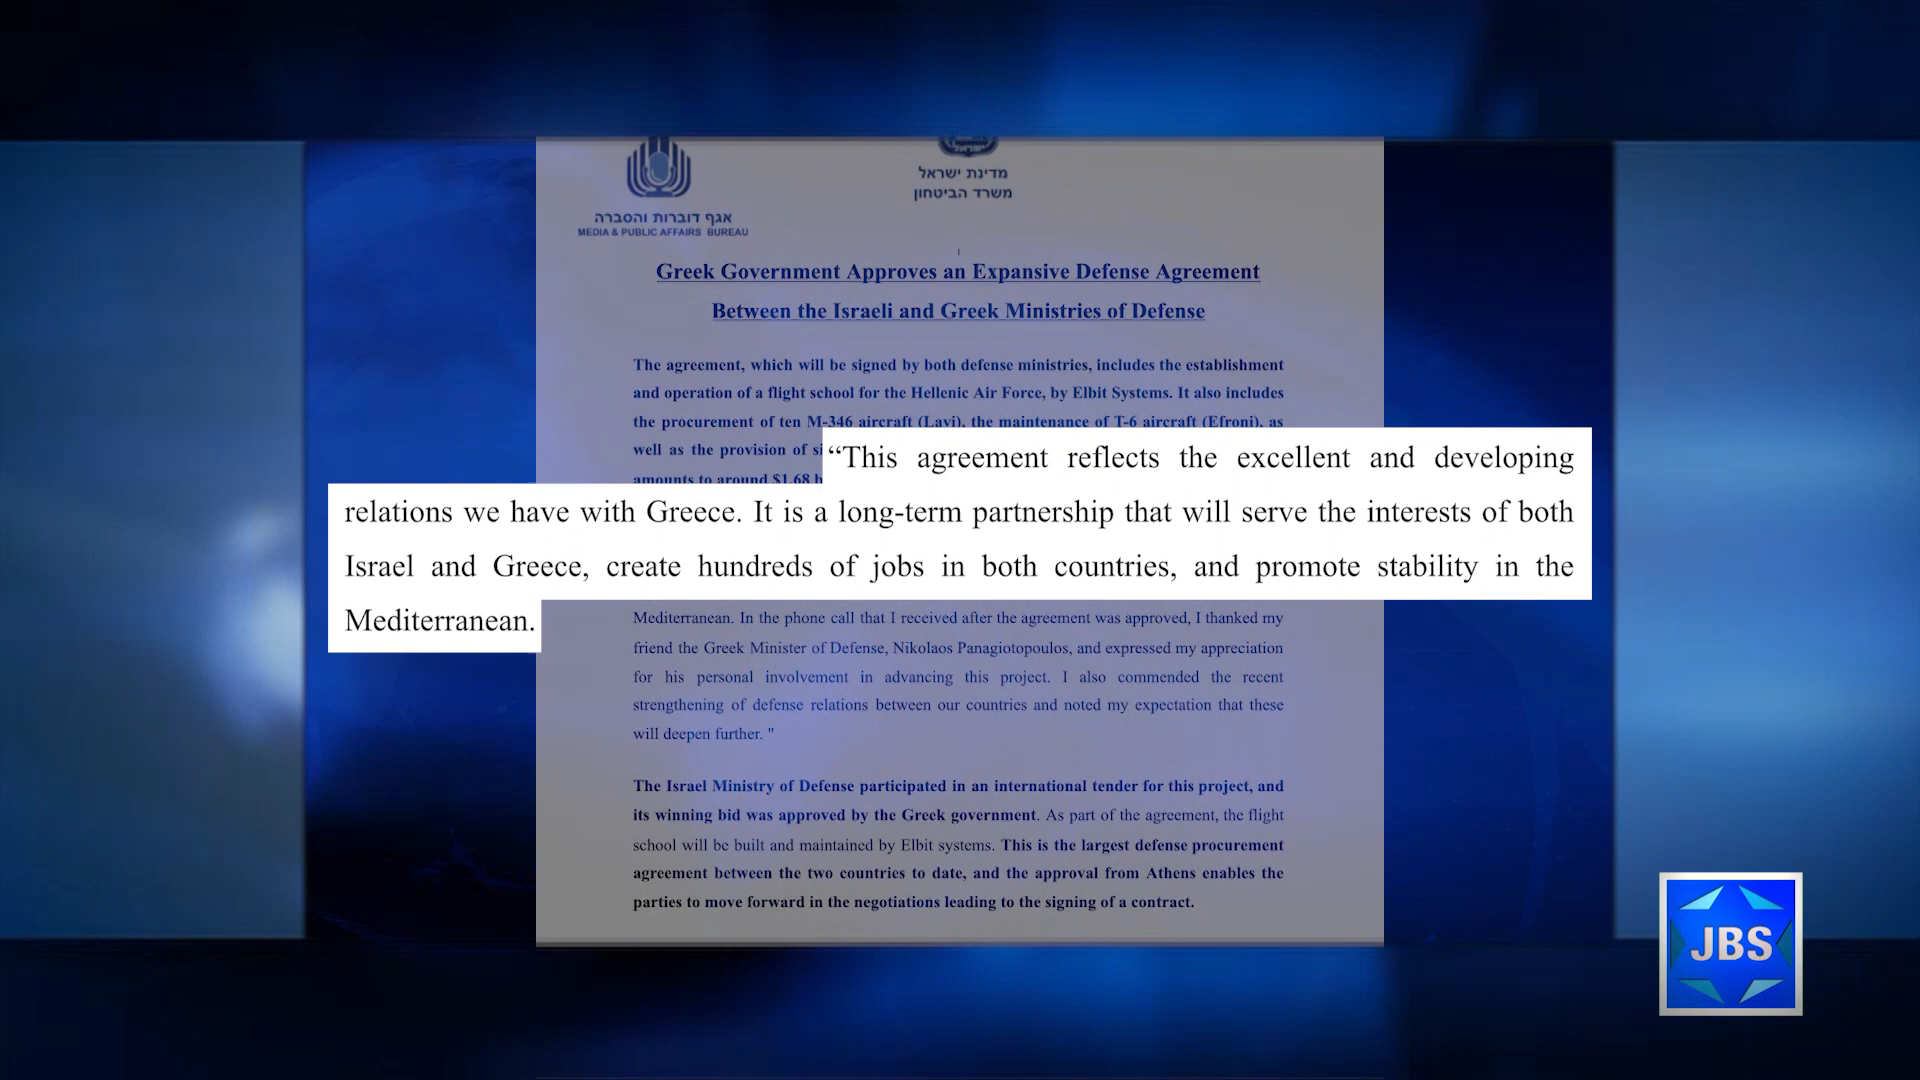 ישראל
מדינת ישראל
משרד הביטחון
אגף דוברות והסברה
MEDIA & PUBLIC AFFAIRS BUREAU
Greek Government Approves an Expansive Defense Agreement
Between the Israeli and Greek Ministries of Defense
The agreement, which will be signed by both defense ministries, includes the establishment
and operation of a flight school for the Hellenic Air Force, by Elbit Systems. It also includes
the procurement of ten M-346 aircraft (Lavi), the maintenance of T-6 aircraft (Efroni), as
well as the provision of
amounts to around $1.68
“This agreement reflects the excellent and developing
relations we have with Greece. It is a long-term partnership that will serve the interests of both
Israel and Greece, create hundreds of jobs in both countries, and promote stability in the
Mediterranean.
Mediterranean. In the phone call that I received after the agreement was approved, I thanked my
friend the Greek Minister of Defense, Nikolaos Panagiotopoulos, and expressed my appreciation
for his personal involvement in advancing this project. I also commended the recent
strengthening of defense relations between our countries and noted my expectation that these
will deepen further. "
The Israel Ministry of Defense participated in an international tender for this project, and
its winning bid was approved by the Greek government. As part of the agreement, the flight
school will be built and maintained by Elbit systems. This is the largest defense procurement
agreement between the two countries to date, and the approval from Athens enables the
parties to move forward in the negotiations leading to the signing of a contract.
JBS